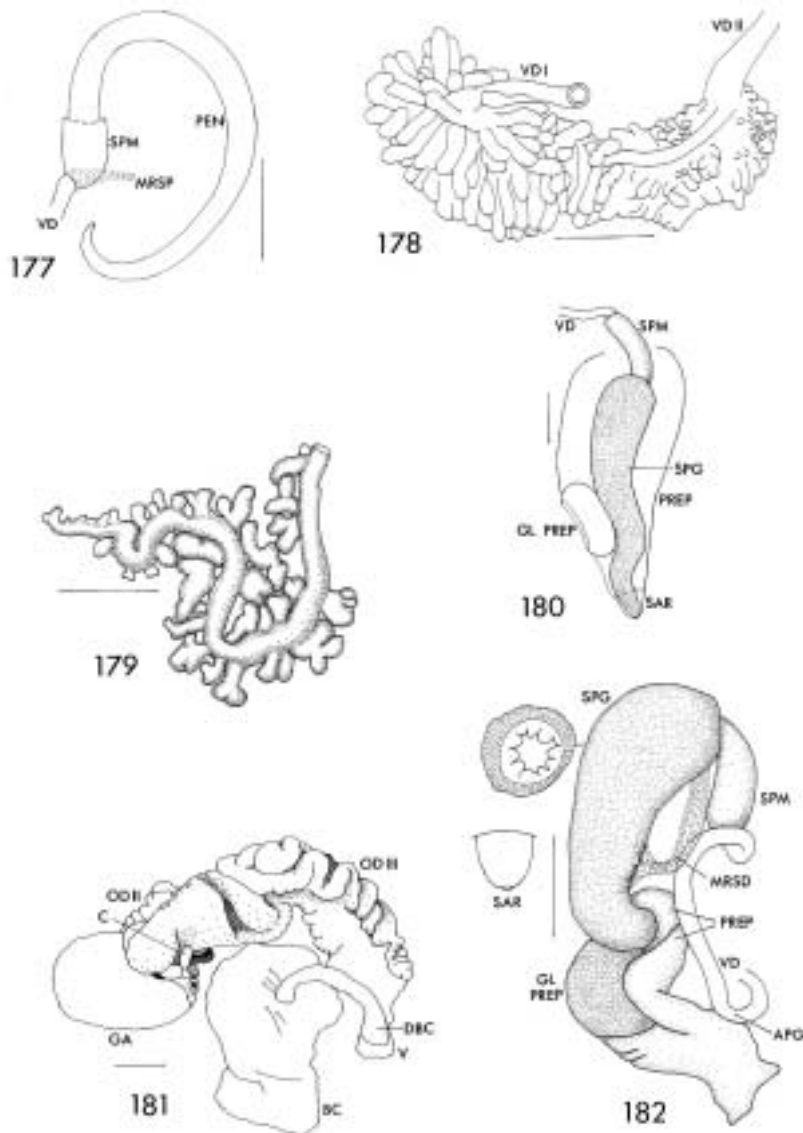 PEN
SPM
MRSP
VD
177
VD I
VD II
178
179
VD
SPM
SPG
PREP
GL PREP
SAR
180
OD III
OD II
C
GA
DBC
V
BC
181
SPG
SPM
SAR
MRSD
PREP
VD
GL
PREP
APG
182